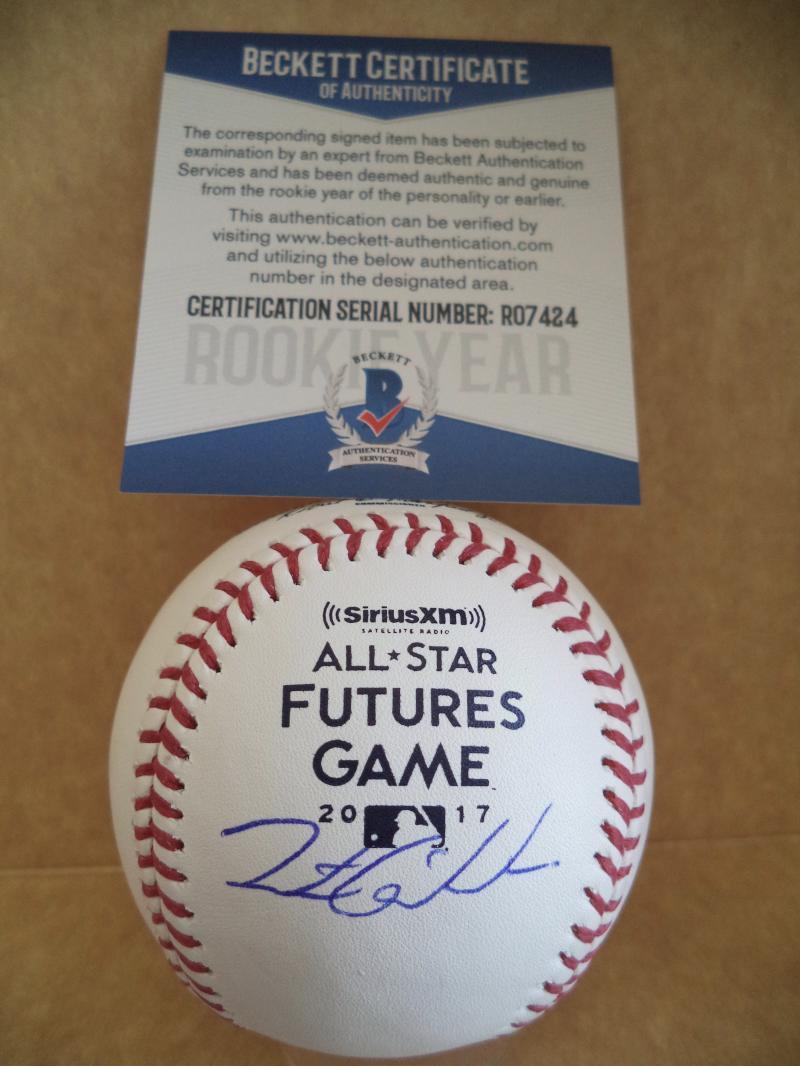 BECKETT CERTIFICATE
OF AUTHENTICITY
The corresponding signed item has been subjected to
examination by an expert from Beckett Authentication
Services and has been deemed authentic and genuine
from the rookie year of the personality or earlier.
This authentication can be verified by
visiting www.beckett-authentication.com
and utilizing the below authentication
number in the designated area.
CERTIFICATION SERIAL NUMBER: R07424
ROOKIE YEAR
BECKETT
B
AUTHENTICATION
SERVICES
COMMISSIONER
((SiriusXm))
SATELLITE RADIO
ALL★STAR
FUTURES
GAME™
20 17